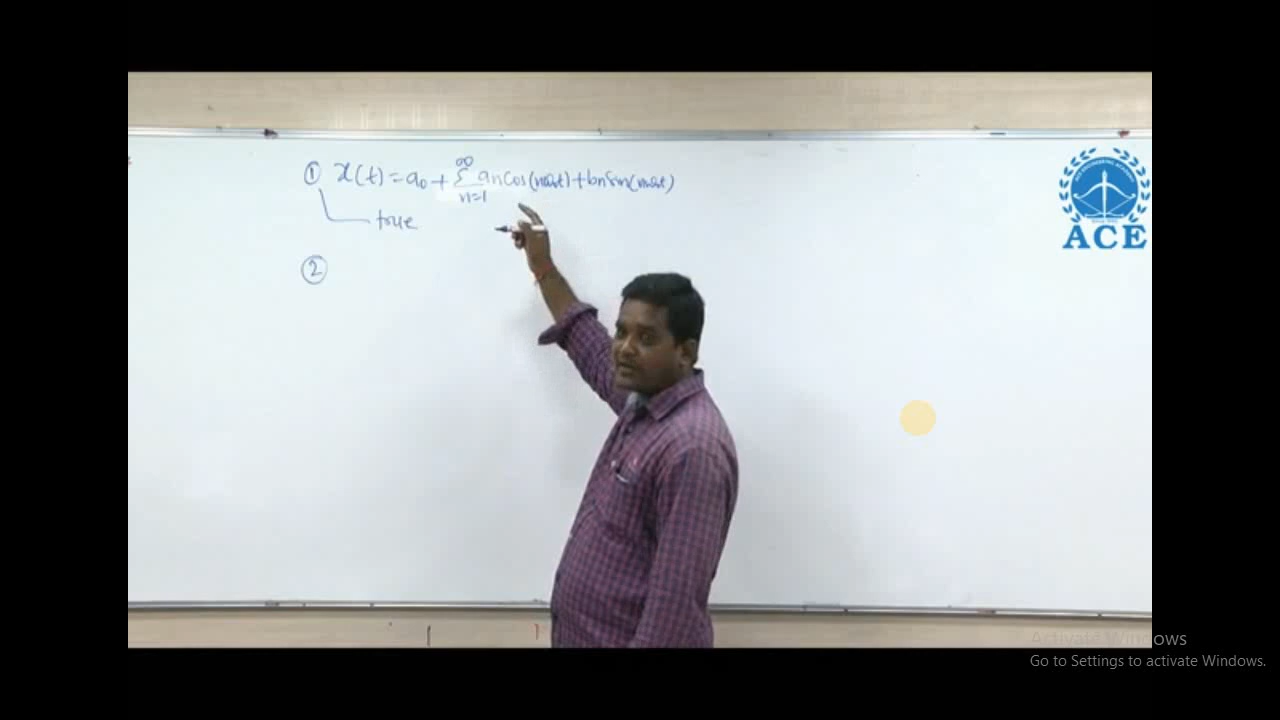 ① x(t) = a₀ + ∞Σn=1 an cos(nω₀t) + bn sin(nω₀t)
true
②
ACE
Activate Windows
Go to Settings to activate Windows.